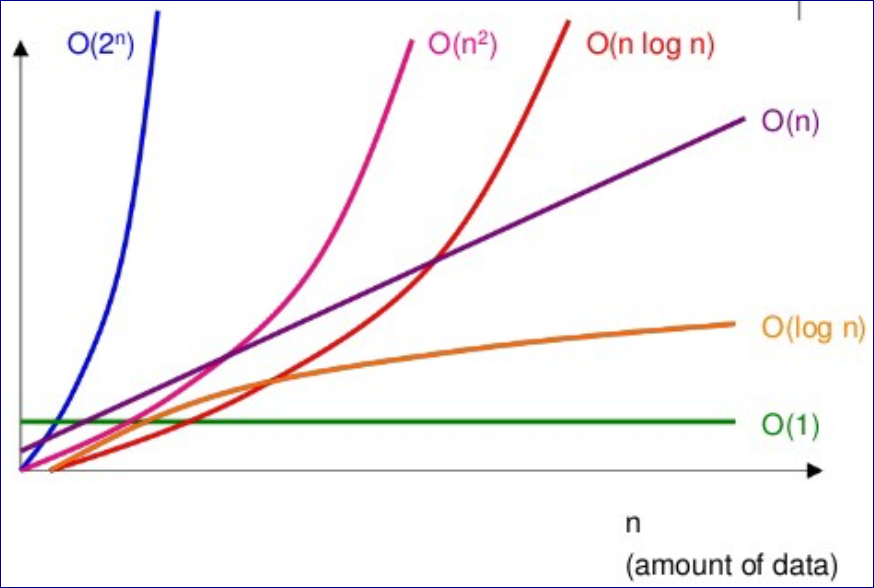 O(2ⁿ)
O(n²)
O(n log n)
O(n)
O(log n)
O(1)
n
(amount of data)